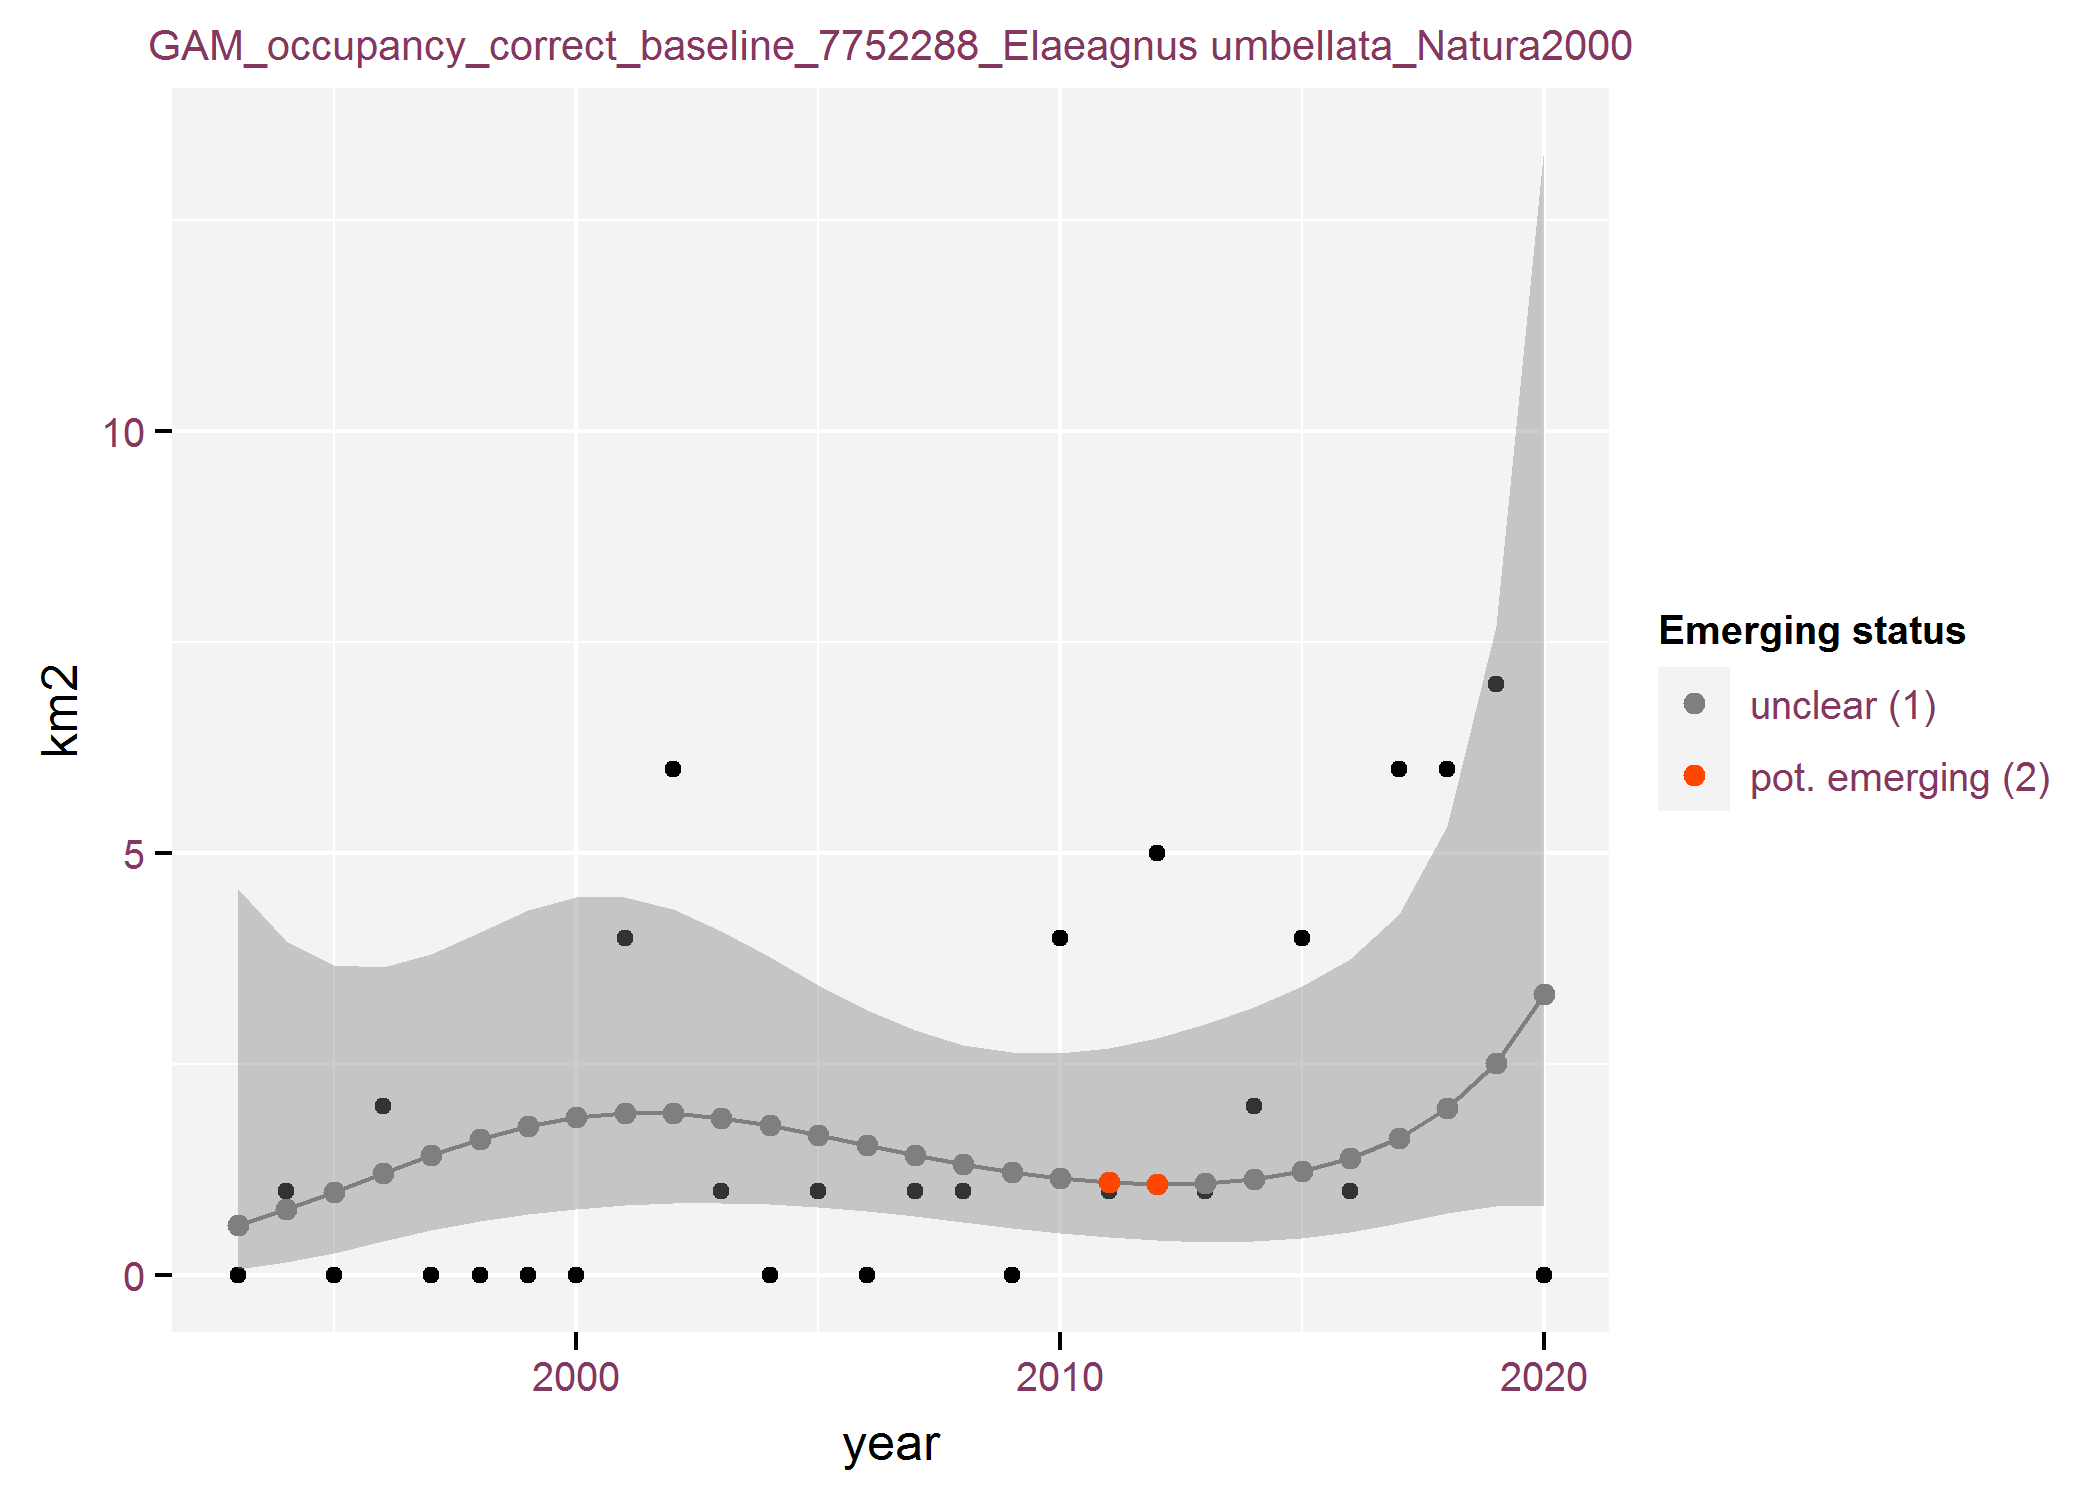 GAM_occupancy_correct_baseline_7752288_Elaeagnus umbellata_Natura2000
10
5
0
km2
2000
2010
2020
year
Emerging status
unclear (1)
pot. emerging (2)